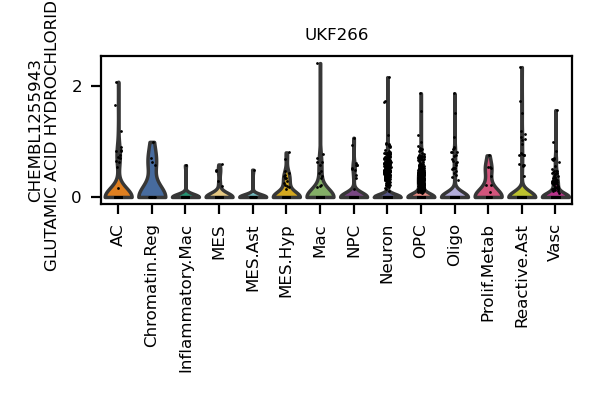 UKF266
CHEMBL1255943
GLUTAMIC ACID HYDROCHLORID
2
0
AC
Chromatin.Reg
Inflammatory.Mac
MES
MES.Ast
MES.Hyp
Mac
NPC
Neuron
OPC
Oligo
Prolif.Metab
Reactive.Ast
Vasc